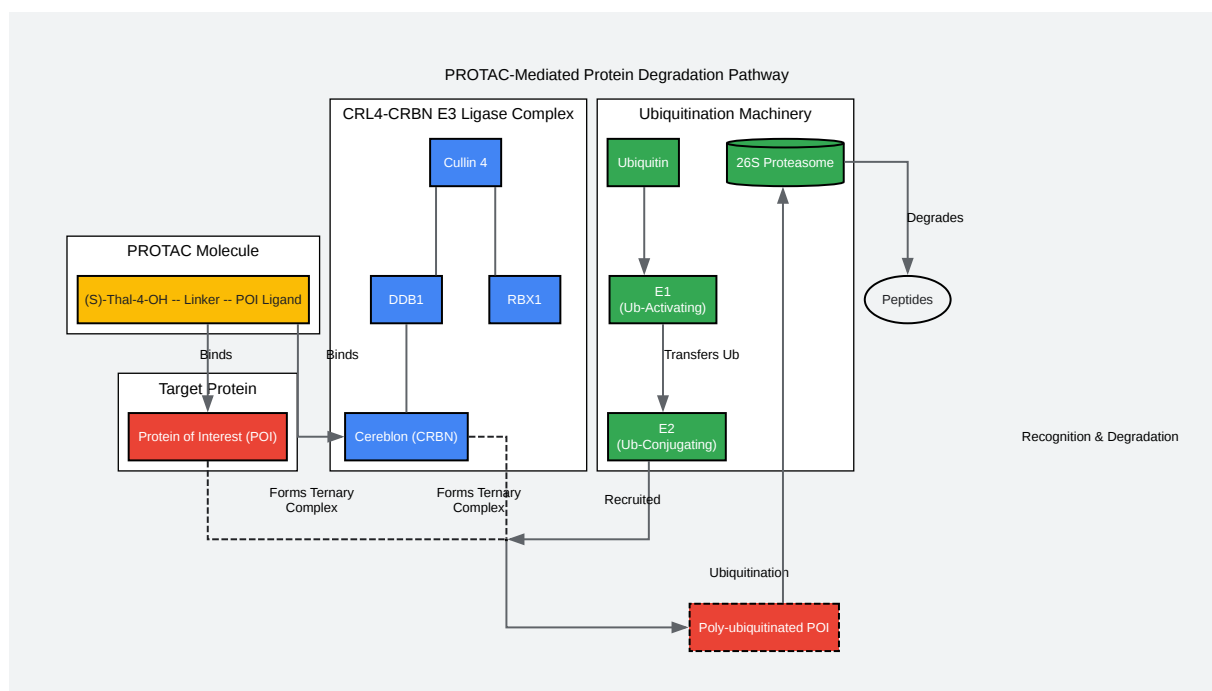 PROTAC-Mediated Protein Degradation Pathway
CRL4-CRBN E3 Ligase Complex
Ubiquitination Machinery
Cullin 4
Ubiquitin
26S Proteasome
Degrades
PROTAC Molecule
(S)-Thal-4-OH -- Linker -- POI Ligand
DDB1
RBX1
E1
(Ub-Activating)
Peptides
Binds
Binds
Transfers Ub
Target Protein
Protein of Interest (POI)
Cereblon (CRBN)
E2
(Ub-Conjugating)
Recognition & Degradation
Forms Ternary
Complex
Forms Ternary
Complex
Recruited
Ubiquitination
Poly-ubiquitinated POI